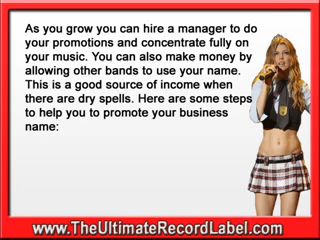 As you grow you can hire a manager to do
your promotions and concentrate fully on
your music. You can also make money by
allowing other bands to use your name.
This is a good source of income when
there are dry spells. Here are some steps
to help you to promote your business
name:
www.TheUltimateRecordLabel.com